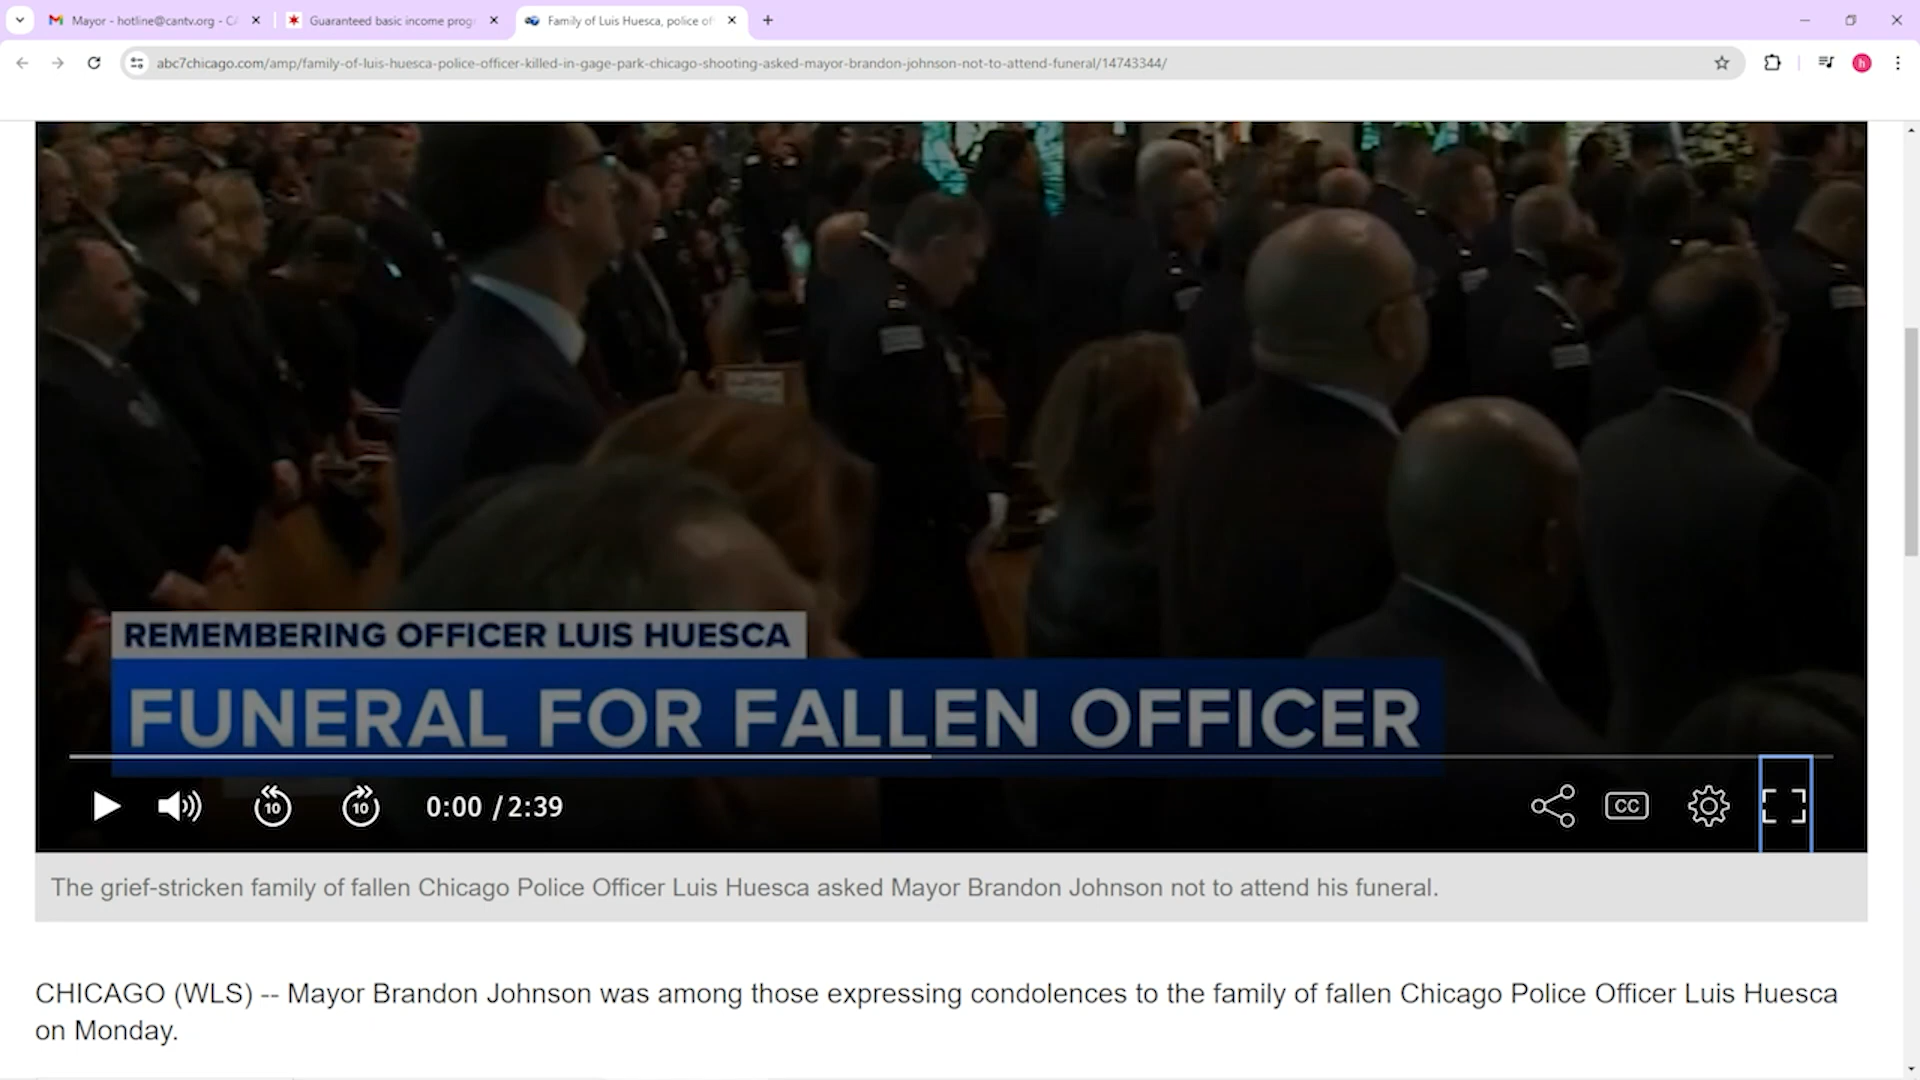 Mayor - hotline@cantv.org - CA
Guaranteed basic income prog
Family of Luis Huesca, police of
abc7chicago.com/amp/family-of-luis-huesca-police-officer-killed-in-gage-park-chicago-shooting-asked-mayor-brandon-johnson-not-to-attend-funeral/14743344/
h
REMEMBERING OFFICER LUIS HUESCA
FUNERAL FOR FALLEN OFFICER
10 10 0:00 / 2:39 CC
The grief-stricken family of fallen Chicago Police Officer Luis Huesca asked Mayor Brandon Johnson not to attend his funeral.
CHICAGO (WLS) -- Mayor Brandon Johnson was among those expressing condolences to the family of fallen Chicago Police Officer Luis Huesca
on Monday.